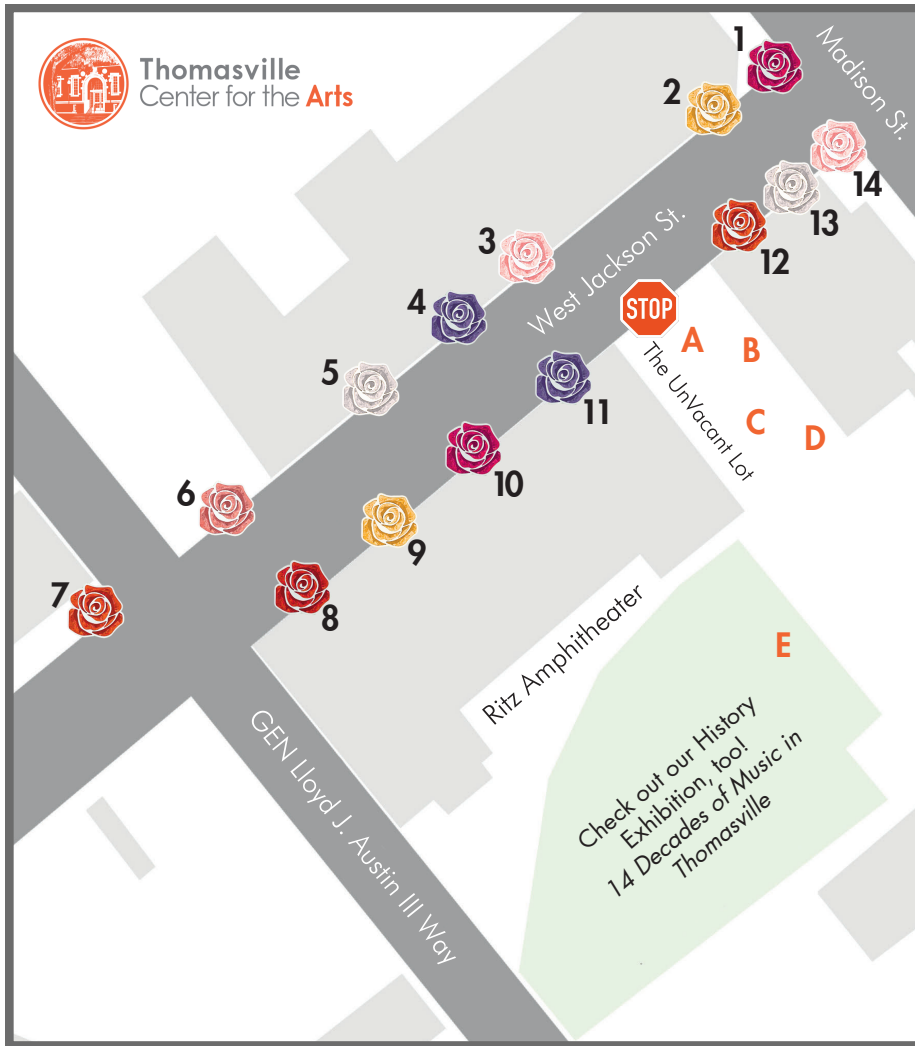 Thomasville
Center for the Arts
Madison St.
1
2
14
13
12
3
West Jackson St.
4
STOP
A
B
The UnVacant Lot
5
11
C
D
10
6
9
7
8
Ritz Amphitheater
E
GEN Lloyd J. Austin III Way
Check out our History
Exhibition, too!
14 Decades of Music in
Thomasville